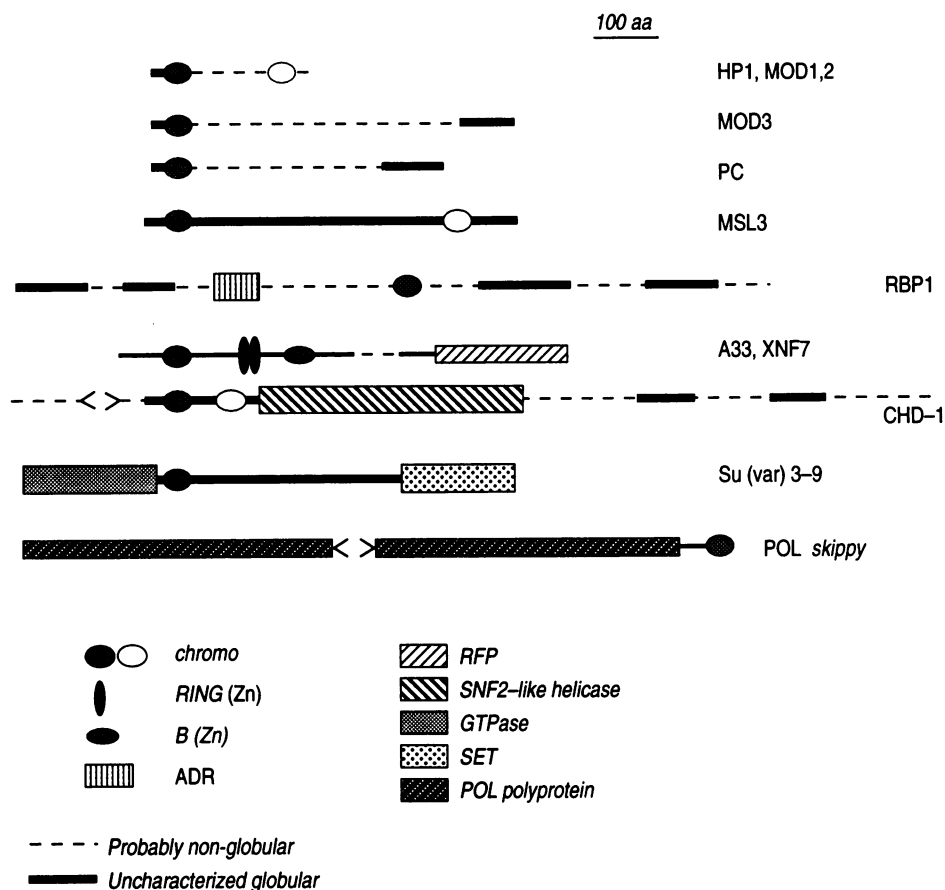 100 aa
HP1, MOD1,2
MOD3
PC
MSL3
RBP1
A33, XNF7
CHD–1
Su (var) 3–9
POL skippy
chromo
RING (Zn)
B (Zn)
ADR
RFP
SNF2–like helicase
GTPase
SET
POL polyprotein
Probably non-globular
Uncharacterized globular